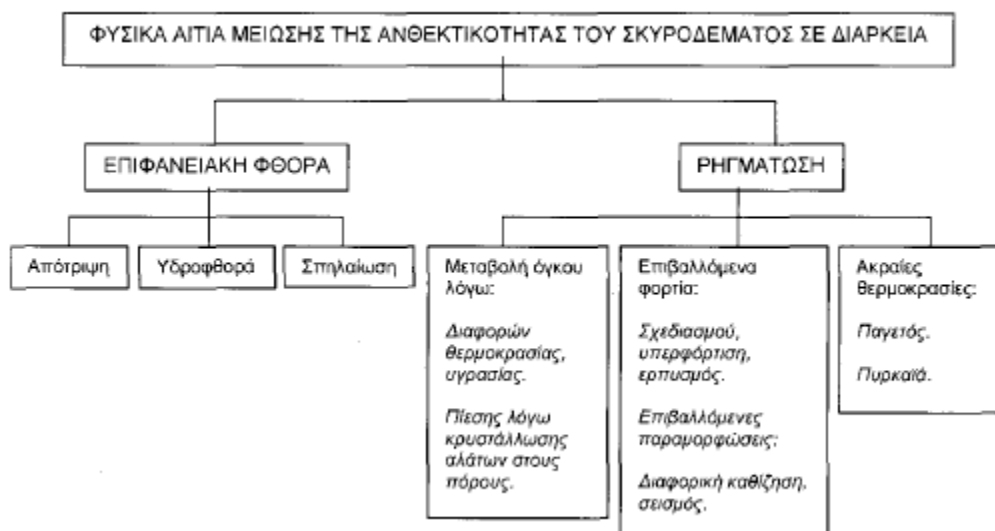 ΦΥΣΙΚΑ ΑΙΤΙΑ ΜΕΙΩΣΗΣ ΤΗΣ ΑΝΘΕΚΤΙΚΟΤΗΤΑΣ ΤΟΥ ΣΚΥΡΟΔΕΜΑΤΟΣ ΣΕ ΔΙΑΡΚΕΙΑ
ΕΠΙΦΑΝΕΙΑΚΗ ΦΘΟΡΑ
ΡΗΓΜΑΤΩΣΗ
Απότριψη
Υδροφθορά
Σπηλαίωση
Μεταβολή όγκου
λόγω:
Διαφορών
θερμοκρασίας,
υγρασίας.
Πίεσης λόγω
κρυστάλλωσης
αλάτων στους
πόρους.
Επιβαλλόμενα
φορτία:
Σχεδιασμού,
υπερφόρτιση,
ερπυσμός.
Επιβαλλόμενες
παραμορφώσεις:
Διαφορική καθίζηση,
σεισμός.
Ακραίες
θερμοκρασίες:
Παγετός.
Πυρκαϊά.